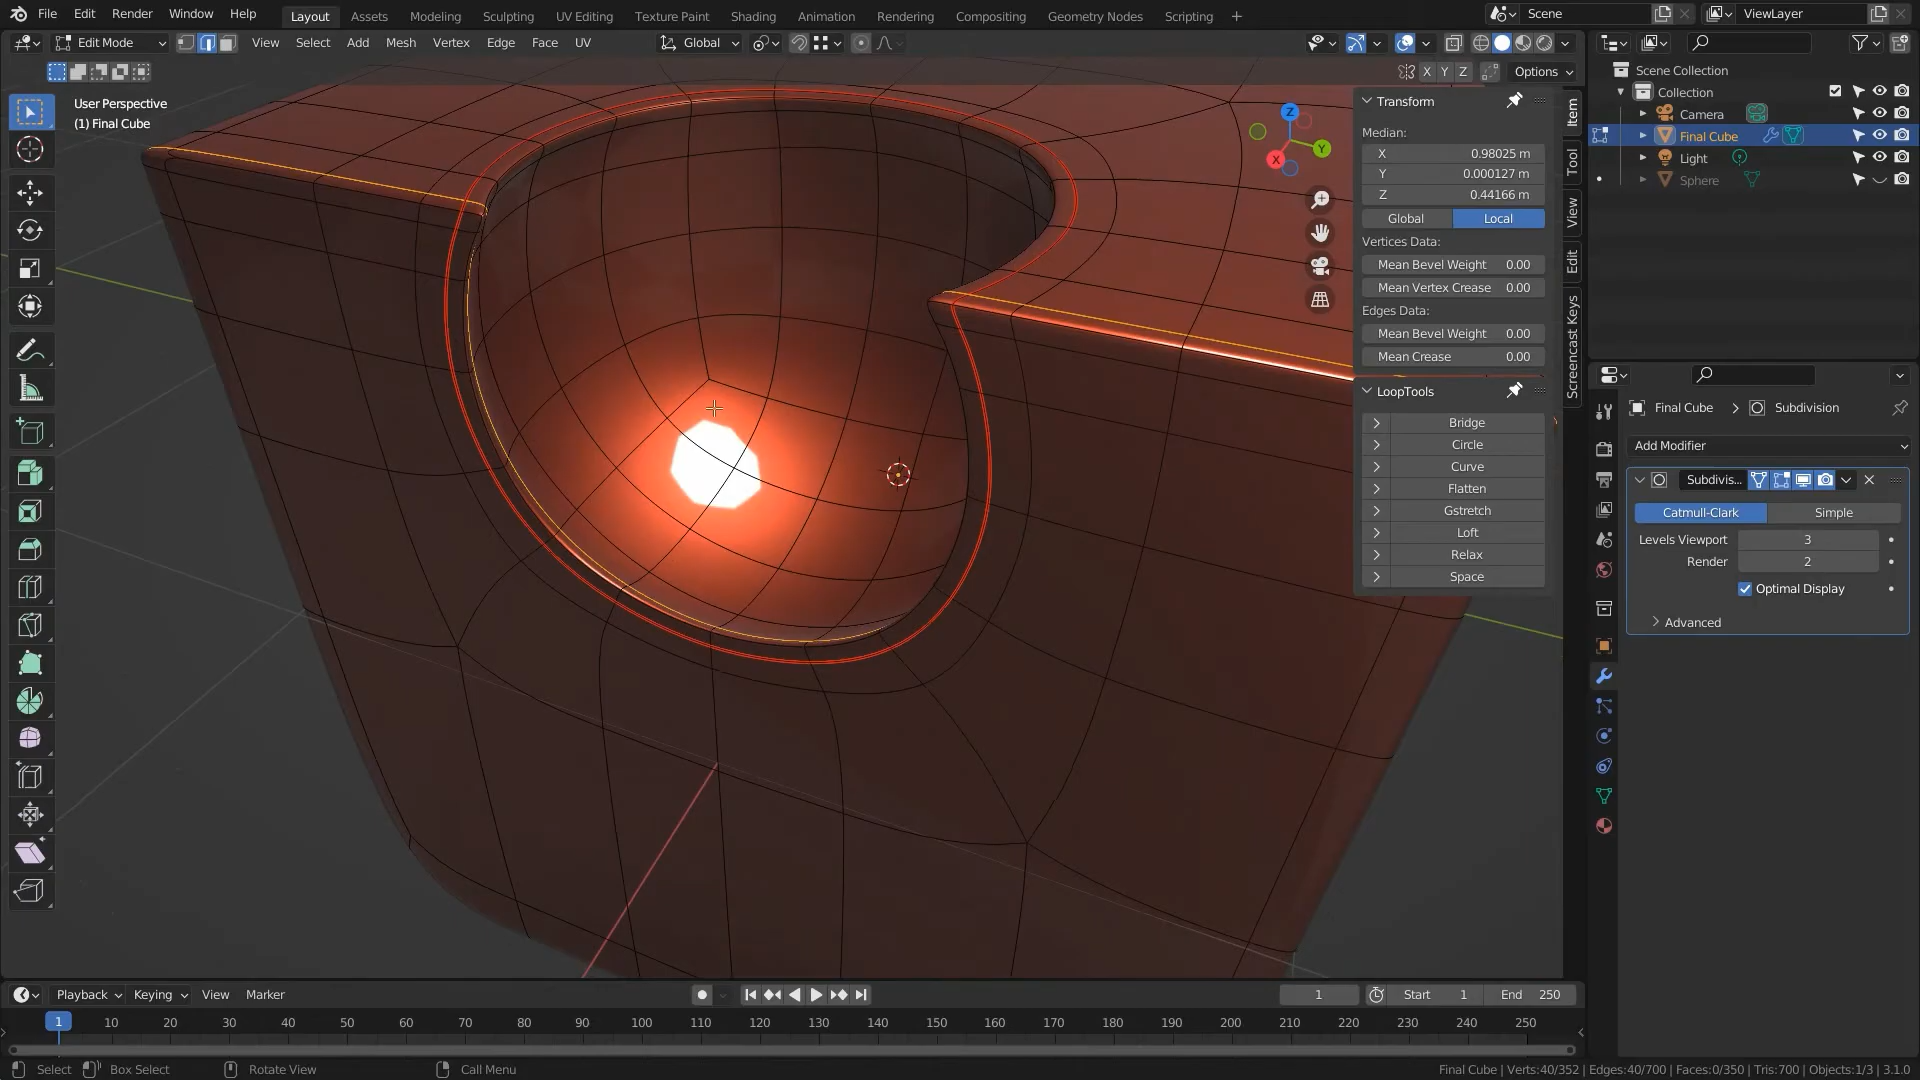 File Edit Render Window Help Layout Assets Modeling Sculpting UV Editing Texture Paint Shading Animation Rendering Compositing Geometry Nodes Scripting + Scene ViewLayer
Edit Mode View Select Add Mesh Vertex Edge Face UV Global
X Y Z Options
User Perspective
(1) Final Cube
Z
Y
X
Transform
Median:
X 0.98025 m
Y 0.000127 m
Z 0.44166 m
Global Local
Vertices Data:
Mean Bevel Weight 0.00
Mean Vertex Crease 0.00
Edges Data:
Mean Bevel Weight 0.00
Mean Crease 0.00
LoopTools
Bridge
Circle
Curve
Flatten
Gstretch
Loft
Relax
Space
Item
Tool
View
Edit
Screencast Keys
Scene Collection
Collection
Camera
Final Cube
Light
Sphere
Final Cube > Subdivision
Add Modifier
Subdivis...
Catmull-Clark Simple
Levels Viewport 3
Render 2
Optimal Display
Advanced
Playback Keying View Marker 1 Start 1 End 250
1 10 20 30 40 50 60 70 80 90 100 110 120 130 140 150 160 170 180 190 200 210 220 230 240 250
Select Box Select Rotate View Call Menu Final Cube | Verts:40/352 | Edges:40/700 | Faces:0/350 | Tris:700 | Objects:1/3 | 3.1.0